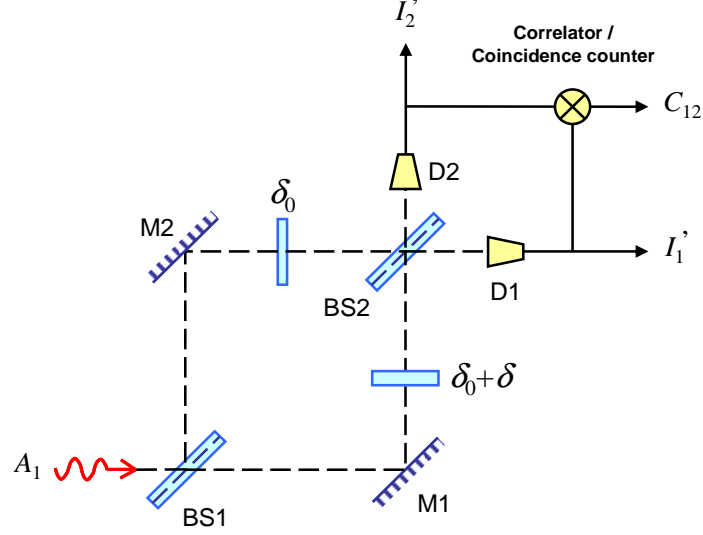 I₂'
Correlator /
Coincidence counter
C₁₂
D2
δ₀
M2
I₁'
D1
BS2
δ₀+δ
A₁
M1
BS1